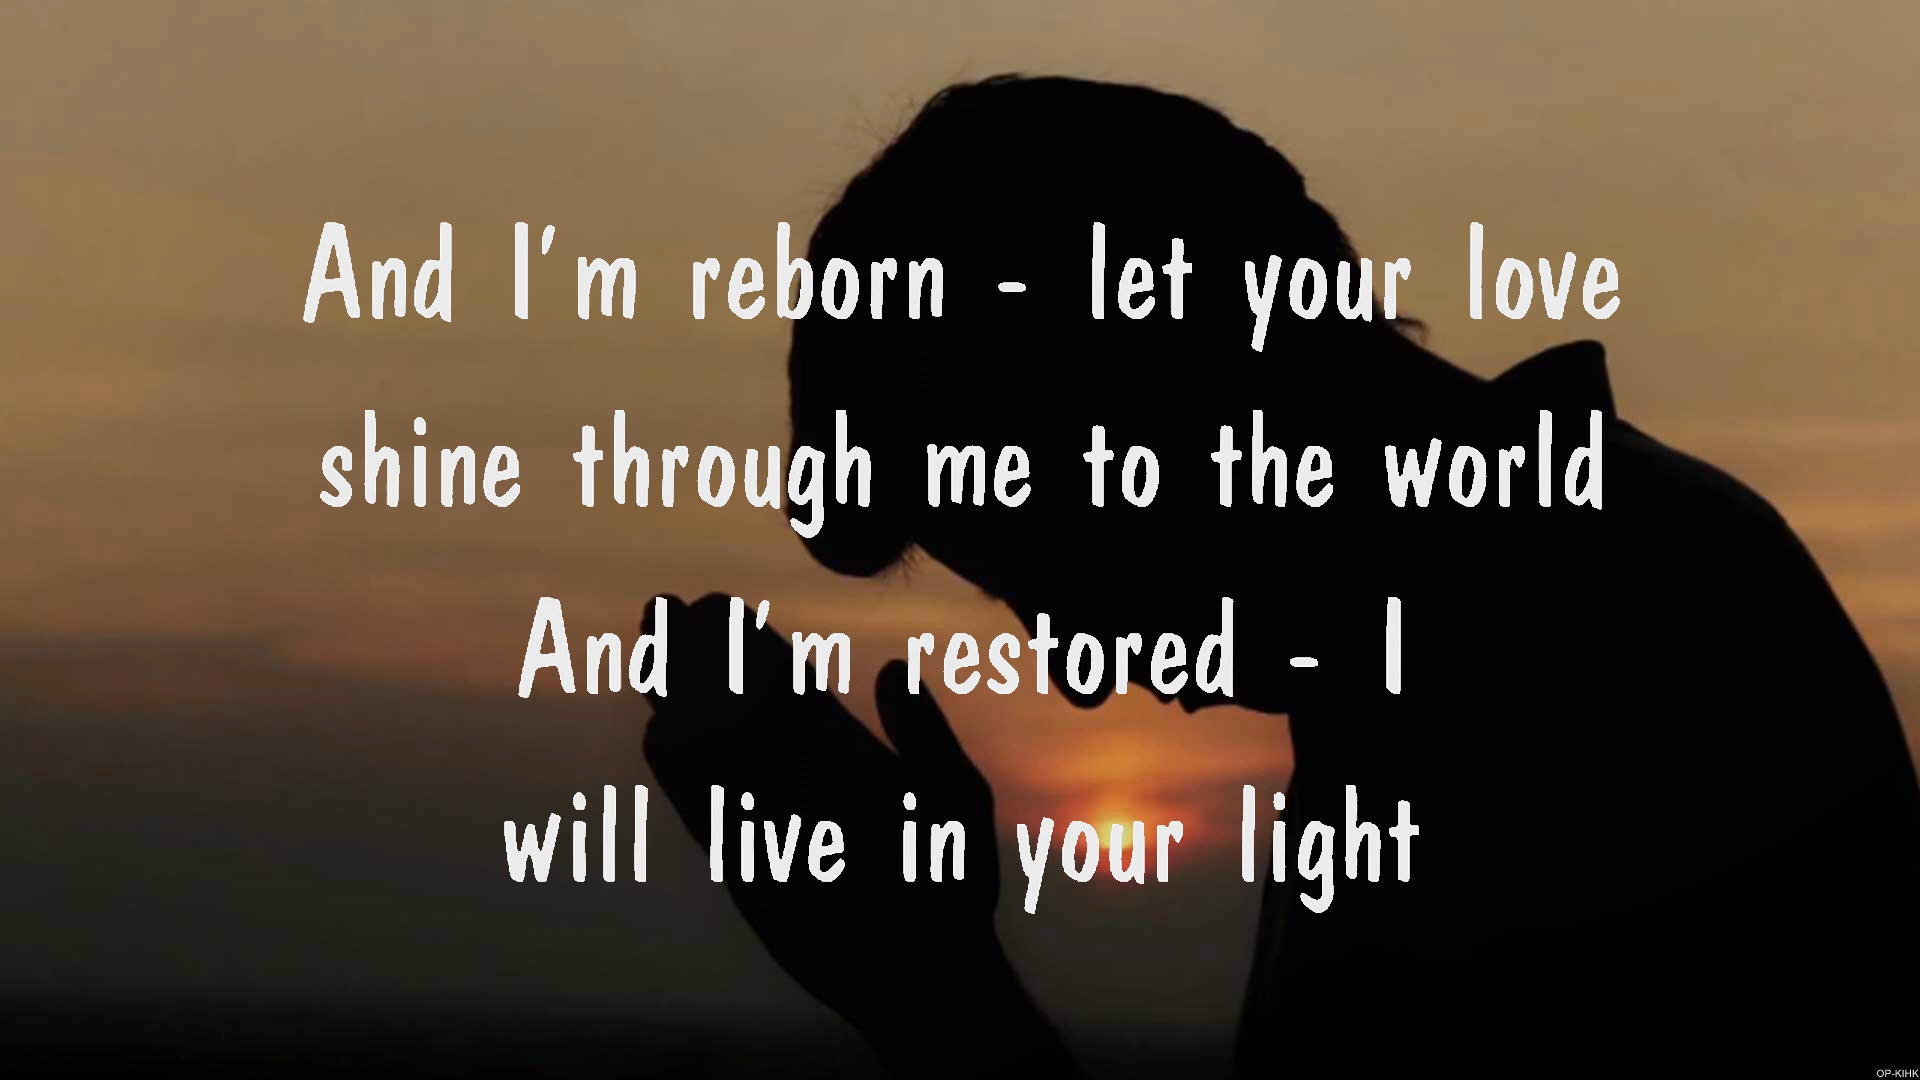 And I'm reborn - let your love
shine through me to the world
And I'm restored - I
will live in your light
OP-KIHK